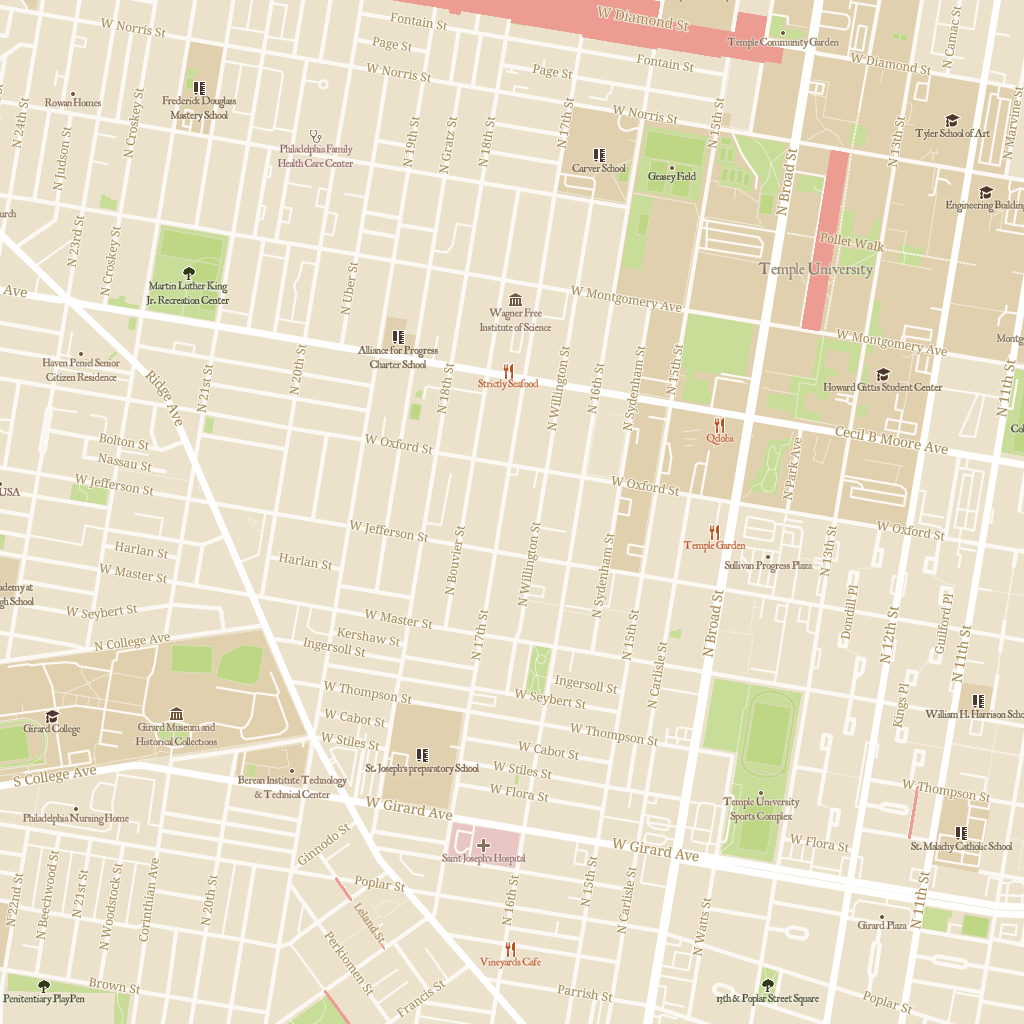 W Norris St
Fontain St
W Diamond St
N Camac St
Page St
Temple Community Garden
W Norris St
Page St
Fontain St
W Diamond St
Rowan Homes
Frederick Douglass
Mastery School
N 24th St
N Judson St
N Croskey St
Philadelphia Family
Health Care Center
N 19th St
N Gratz St
N 18th St
N 17th St
W Norris St
N 15th St
Tyler School of Art
N 13th St
N Marvine St
Carver School
Geasey Field
N Broad St
Engineering Building
urch
N 23rd St
N Croskey St
Pollet Walk
Temple University
Martin Luther King
Jr. Recreation Center
N Uber St
Ave
W Montgomery Ave
Wagner Free
Institute of Science
W Montgomery Ave
Montg
Alliance for Progress
Charter School
Haven Peniel Senior
Citizen Residence
Ridge Ave
N 21st St
N 20th St
N 18th St
Strictly Seafood
N Willington St
N 16th St
N Sydenham St
N 15th St
Howard Gittis Student Center
N 11th St
Qdoba
Cecil B Moore Ave
Col
Bolton St
Nassau St
W Jefferson St
W Oxford St
W Oxford St
N Park Ave
USA
W Jefferson St
Temple Garden
W Oxford St
Harlan St
Harlan St
N Bouvier St
N Willington St
N Sydenham St
Sullivan Progress Plaza
N 13th St
W Master St
ademy at
gh School
W Seybert St
W Master St
N College Ave
Kershaw St
Ingersoll St
N 17th St
N 15th St
N Broad St
Dondill Pl
N 12th St
Guilford Pl
N 11th St
N Carlisle St
W Thompson St
Ingersoll St
W Seybert St
Kings Pl
William H. Harrison Scho
Girard College
Girard Museum and
Historical Collections
W Cabot St
W Stiles St
W Thompson St
W Cabot St
St. Joseph's preparatory School
W Stiles St
S College Ave
Berean Institute Technology
& Technical Center
W Flora St
W Thompson St
Philadelphia Nursing Home
W Girard Ave
Temple University
Sports Complex
Ginnodo St
Saint Joseph's Hospital
W Girard Ave
W Flora St
St. Malachy Catholic School
N 22nd St
N Beechwood St
N 21st St
N Woodstock St
Corinthian Ave
N 20th St
Poplar St
Leland St
N 16th St
N 15th St
N Carlisle St
N Watts St
N 11th St
Girard Plaza
Perkiomen St
Vineyards Cafe
Penitentiary PlayPen
Brown St
Francis St
Parrish St
13th & Poplar Street Square
Poplar St